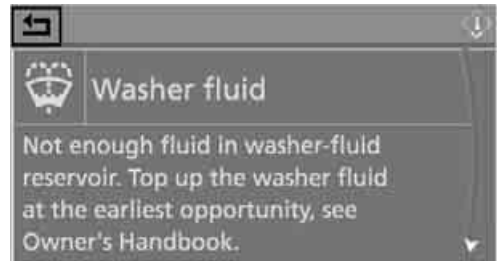 Washer fluid
Not enough fluid in washer-fluid
reservoir. Top up the washer fluid
at the earliest opportunity, see
Owner's Handbook.